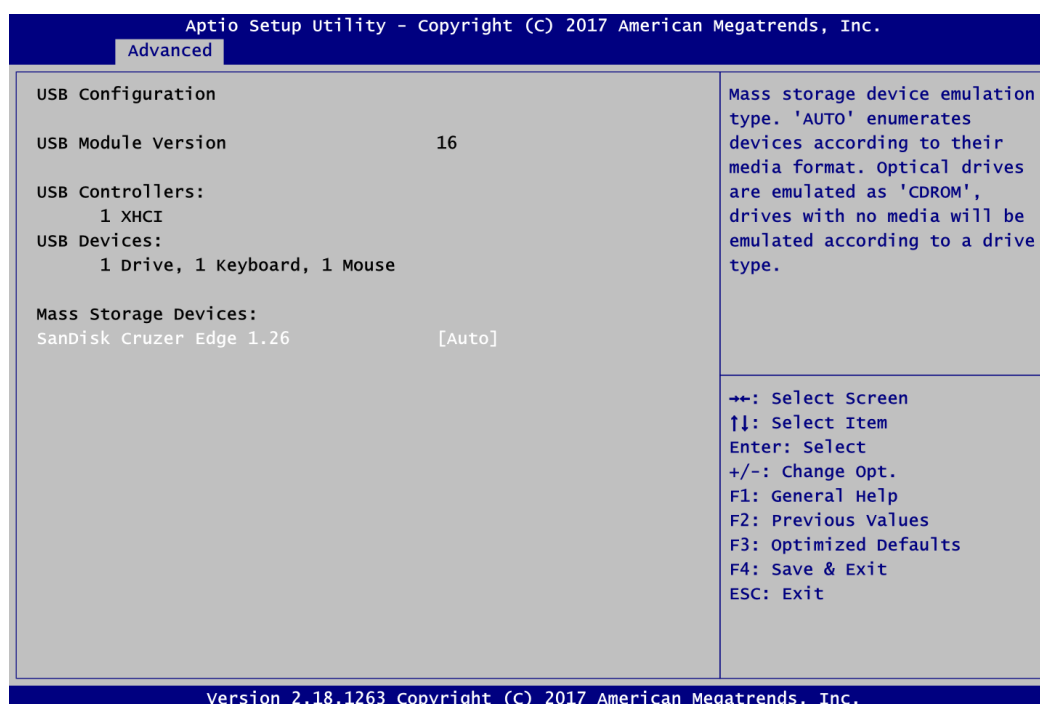 Aptio Setup Utility - Copyright (C) 2017 American Megatrends, Inc.
Advanced
USB Configuration
USB Module Version 16
USB Controllers:
1 XHCI
USB Devices:
1 Drive, 1 Keyboard, 1 Mouse
Mass Storage Devices:
SanDisk Cruzer Edge 1.26 [Auto]
Mass storage device emulation
type. 'AUTO' enumerates
devices according to their
media format. Optical drives
are emulated as 'CDROM',
drives with no media will be
emulated according to a drive
type.
→←: Select Screen
↑↓: Select Item
Enter: Select
+/-: Change Opt.
F1: General Help
F2: Previous Values
F3: Optimized Defaults
F4: Save & Exit
ESC: Exit
Version 2.18.1263 Copyright (C) 2017 American Megatrends, Inc.